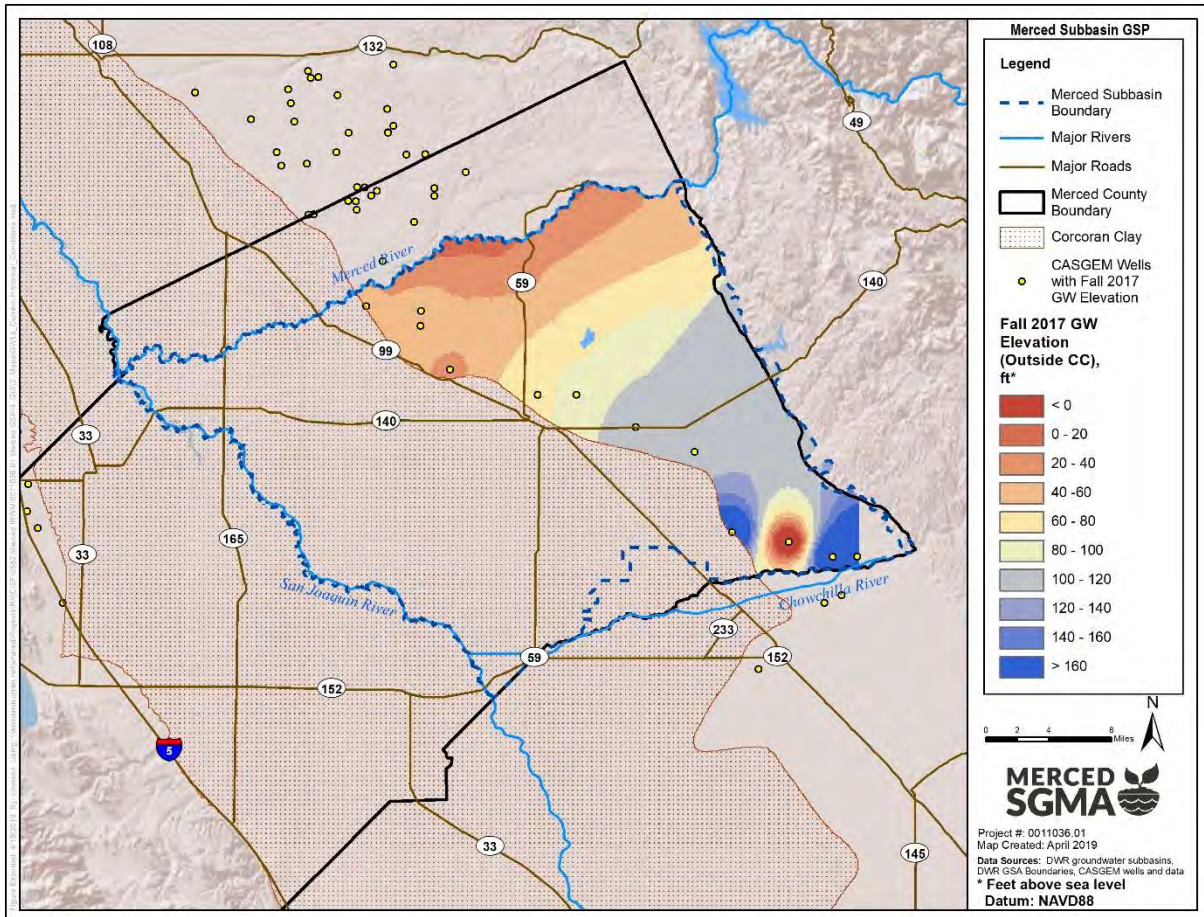 Merced Subbasin GSP
Legend
Merced Subbasin
Boundary
Major Rivers
Major Roads
Merced County
Boundary
Corcoran Clay
CASGEM Wells
with Fall 2017
GW Elevation
Fall 2017 GW
Elevation
(Outside CC),
ft*
< 0
0 - 20
20 - 40
40 -60
60 - 80
80 - 100
100 - 120
120 - 140
140 - 160
> 160
N
0 2 4 8
Miles
MERCED
SGMA
Project #: 0011036.01
Map Created: April 2019
Data Sources: DWR groundwater subbasins,
DWR GSA Boundaries, CASGEM wells and data
* Feet above sea level
Datum: NAVD88
108
132
49
Merced River
59
140
99
140
33
165
33
San Joaquin River
Chowchilla River
233
59
152
152
5
33
145